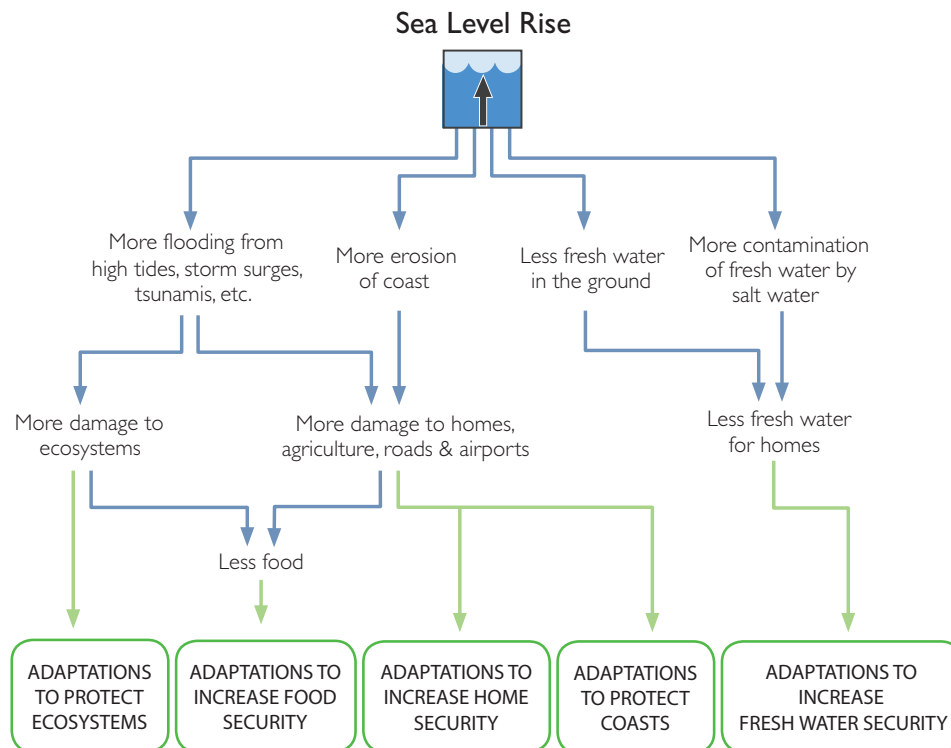 Sea Level Rise
More flooding from
high tides, storm surges,
tsunamis, etc.
More erosion
of coast
Less fresh water
in the ground
More contamination
of fresh water by
salt water
More damage to
ecosystems
More damage to homes,
agriculture, roads & airports
Less fresh water
for homes
Less food
ADAPTATIONS
TO PROTECT
ECOSYSTEMS
ADAPTATIONS TO
INCREASE FOOD
SECURITY
ADAPTATIONS TO
INCREASE HOME
SECURITY
ADAPTATIONS
TO PROTECT
COASTS
ADAPTATIONS TO
INCREASE
FRESH WATER SECURITY